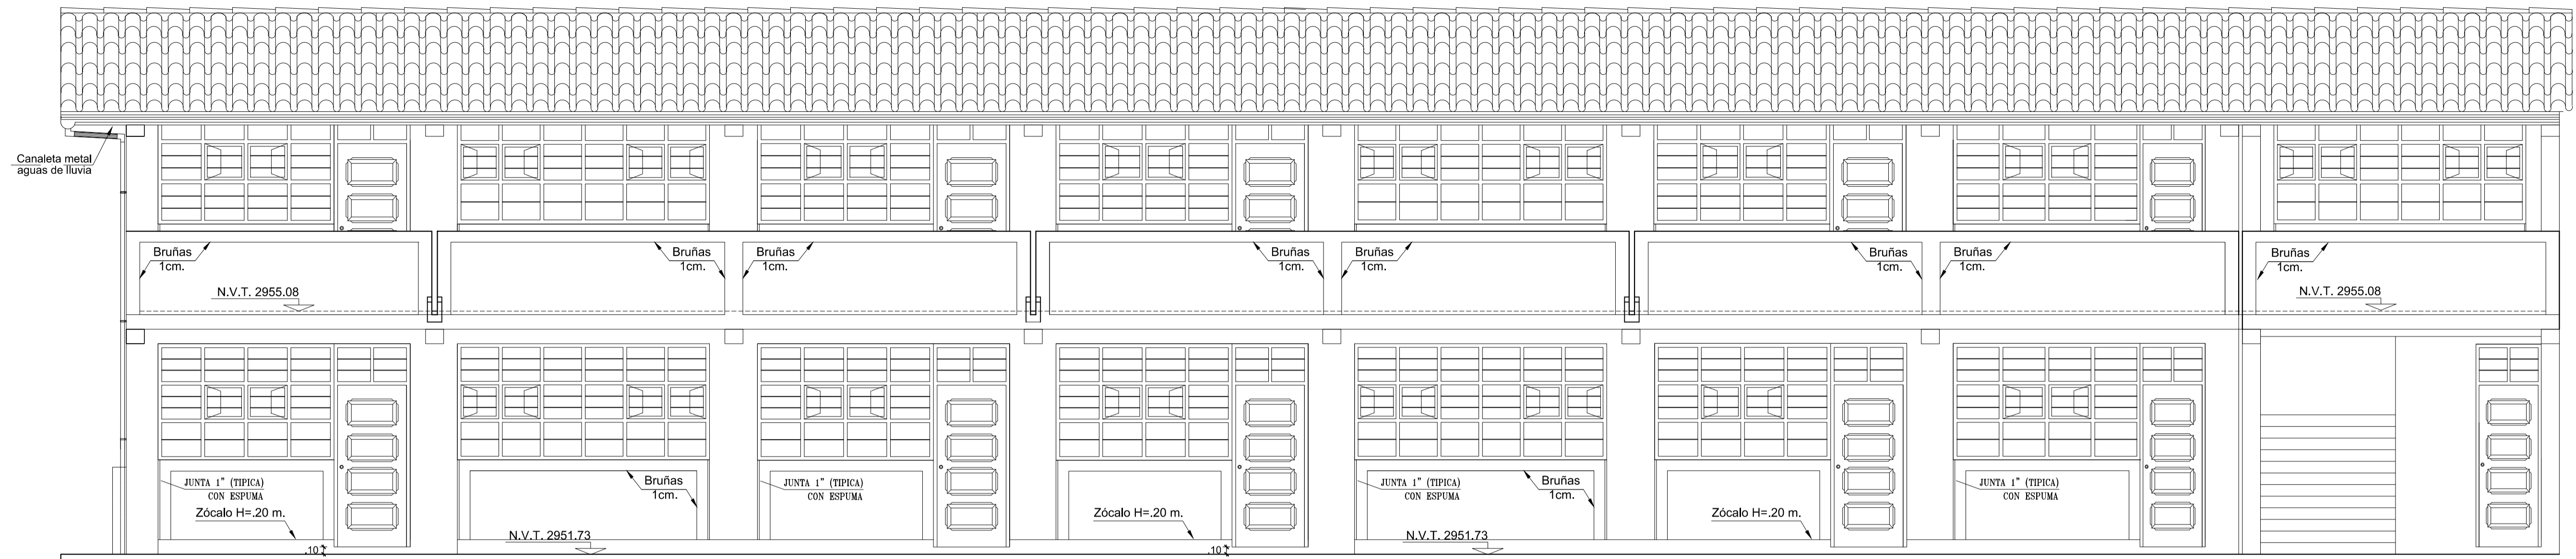 Canaleta metal
aguas de lluvia
Bruñas
1cm.
Bruñas
1cm.
Bruñas
1cm.
Bruñas
1cm.
Bruñas
1cm.
Bruñas
1cm.
Bruñas
1cm.
Bruñas
1cm.
N.V.T. 2955.08
N.V.T. 2955.08
JUNTA 1" (TIPICA)
CON ESPUMA
Bruñas
1cm.
JUNTA 1" (TIPICA)
CON ESPUMA
JUNTA 1" (TIPICA)
CON ESPUMA
Bruñas
1cm.
JUNTA 1" (TIPICA)
CON ESPUMA
Zócalo H=.20 m.
Zócalo H=.20 m.
Zócalo H=.20 m.
N.V.T. 2951.73
N.V.T. 2951.73
.10
.10